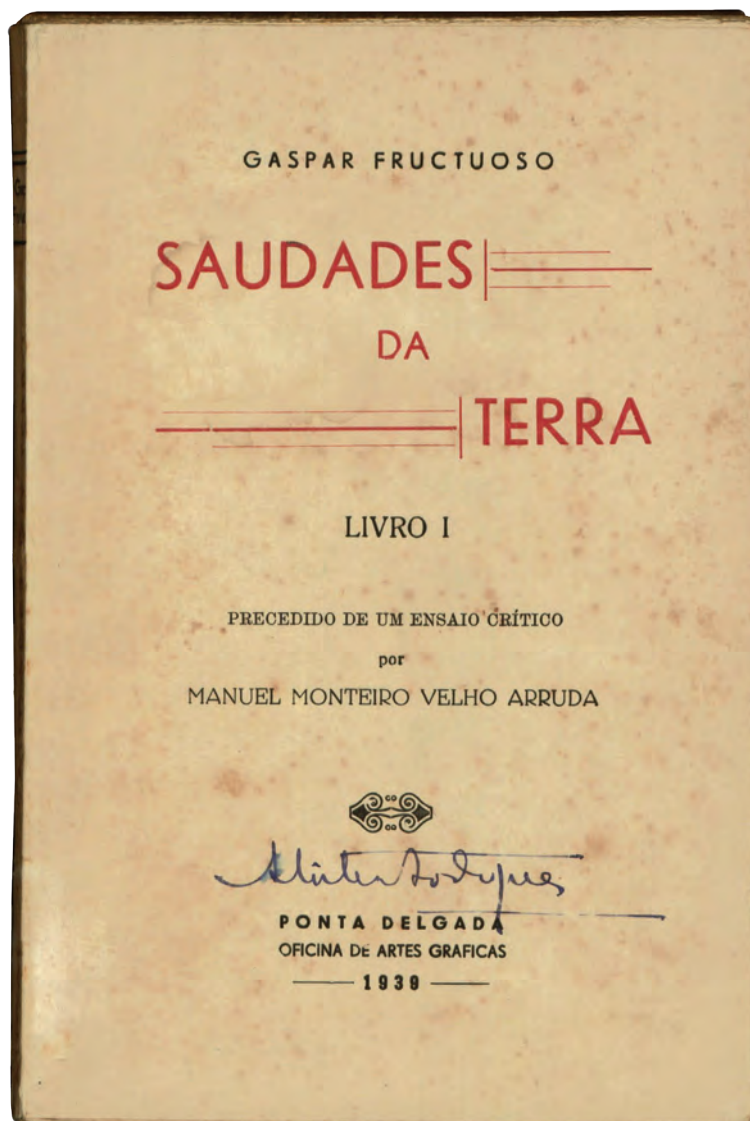 GASPAR FRUCTUOSO
SAUDADES
DA
TERRA
LIVRO I
PRECEDIDO DE UM ENSAIO CRÍTICO
por
MANUEL MONTEIRO VELHO ARRUDA
Rodrigues
PONTA DELGADA
OFICINA DE ARTES GRAFICAS
1939